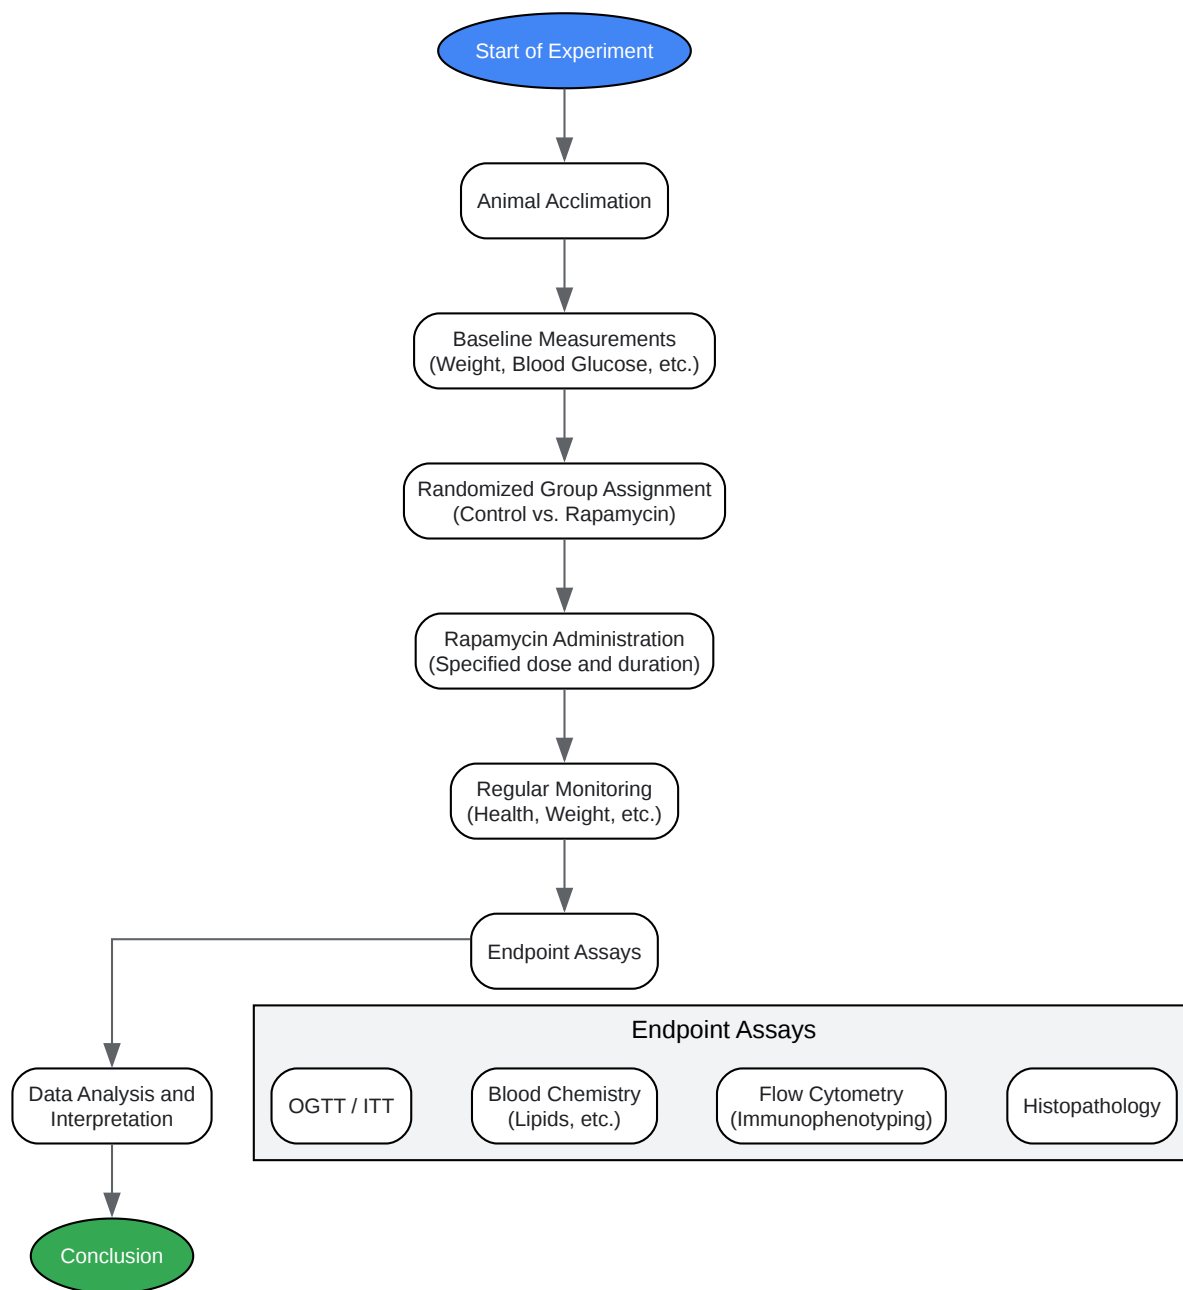 Start of Experiment
Animal Acclimation
Baseline Measurements
(Weight, Blood Glucose, etc.)
Randomized Group Assignment
(Control vs. Rapamycin)
Rapamycin Administration
(Specified dose and duration)
Regular Monitoring
(Health, Weight, etc.)
Endpoint Assays
Endpoint Assays
Data Analysis and
Interpretation
OGTT / ITT
Blood Chemistry
(Lipids, etc.)
Flow Cytometry
(Immunophenotyping)
Histopathology
Conclusion